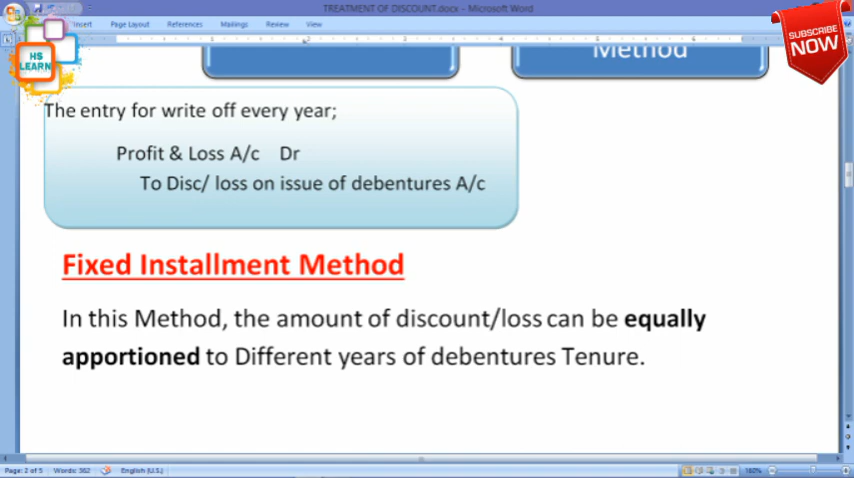 TREATMENT OF DISCOUNT.docx - Microsoft Word
Insert Page Layout References Mailings Review View
SUBSCRIBE
NOW
HS
LEARN
Method
The entry for write off every year;
Profit & Loss A/c Dr
To Disc/ loss on issue of debentures A/c
Fixed Installment Method
In this Method, the amount of discount/loss can be equally
apportioned to Different years of debentures Tenure.
Page: 2 of 5 Words: 362 English (U.S.) 160%